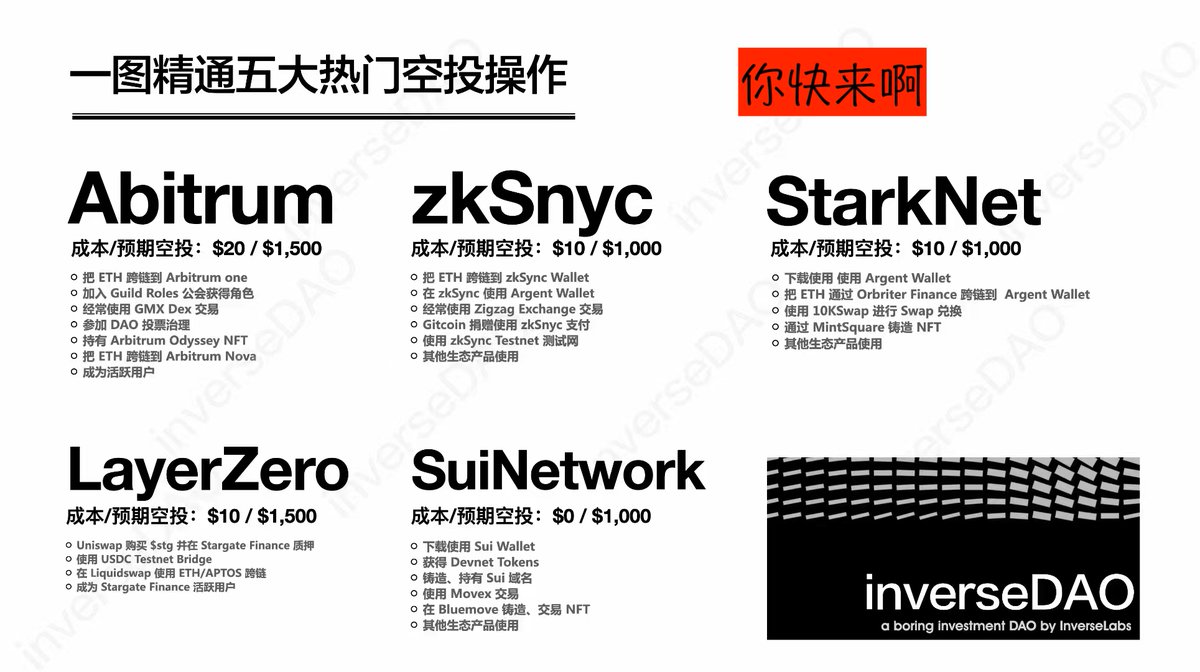 一图精通五大热门空投操作
你快来啊
Abitrum
成本/预期空投：$20 / $1,500
把 ETH 跨链到 Arbitrum one
加入 Guild Roles 公会获得角色
经常使用 GMX Dex 交易
参加 DAO 投票治理
持有 Arbitrum Odyssey NFT
把 ETH 跨链到 Arbitrum Nova
成为活跃用户
zkSnyc
成本/预期空投：$10 / $1,000
把 ETH 跨链到 zkSync Wallet
在 zkSync 使用 Argent Wallet
经常使用 Zigzag Exchange 交易
Gitcoin 捐赠使用 zkSnyc 支付
使用 zkSync Testnet 测试网
其他生态产品使用
StarkNet
成本/预期空投：$10 / $1,000
下载使用 使用 Argent Wallet
把 ETH 通过 Orbriter Finance 跨链到 Argent Wallet
使用 10KSwap 进行 Swap 兑换
通过 MintSquare 铸造 NFT
其他生态产品使用
LayerZero
成本/预期空投：$10 / $1,500
Uniswap 购买 $stg 并在 Stargate Finance 质押
使用 USDC Testnet Bridge
在 Liquidswap 使用 ETH/APTOS 跨链
成为 Stargate Finance 活跃用户
SuiNetwork
成本/预期空投：$0 / $1,000
下载使用 Sui Wallet
获得 Devnet Tokens
铸造、持有 Sui 域名
使用 Movex 交易
在 Bluemove 铸造、交易 NFT
其他生态产品使用
inverseDAO
a boring investment DAO by InverseLabs